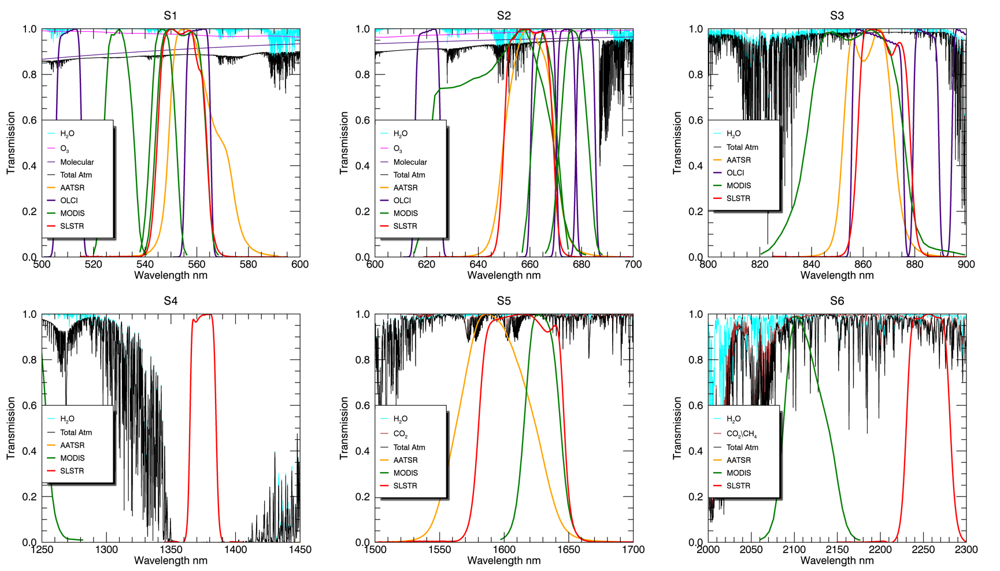 S1
1.0
0.8
0.6
0.4
0.2
0.0
Transmission
H2O
O3
Molecular
Total Atm
AATSR
OLCI
MODIS
SLSTR
500 520 540 560 580 600
Wavelength nm
S2
1.0
0.8
0.6
0.4
0.2
0.0
Transmission
H2O
O3
Molecular
Total Atm
AATSR
OLCI
MODIS
SLSTR
600 620 640 660 680 700
Wavelength nm
S3
1.0
0.8
0.6
0.4
0.2
0.0
Transmission
H2O
Total Atm
AATSR
OLCI
MODIS
SLSTR
800 820 840 860 880 900
Wavelength nm
S4
1.0
0.8
0.6
0.4
0.2
0.0
Transmission
H2O
Total Atm
AATSR
MODIS
SLSTR
1250 1300 1350 1400 1450
Wavelength nm
S5
1.0
0.8
0.6
0.4
0.2
0.0
Transmission
H2O
CO2
Total Atm
AATSR
MODIS
SLSTR
1500 1550 1600 1650 1700
Wavelength nm
S6
1.0
0.8
0.6
0.4
0.2
0.0
Transmission
H2O
CO2\CH4
Total Atm
AATSR
MODIS
SLSTR
2000 2050 2100 2150 2200 2250 2300
Wavelength nm